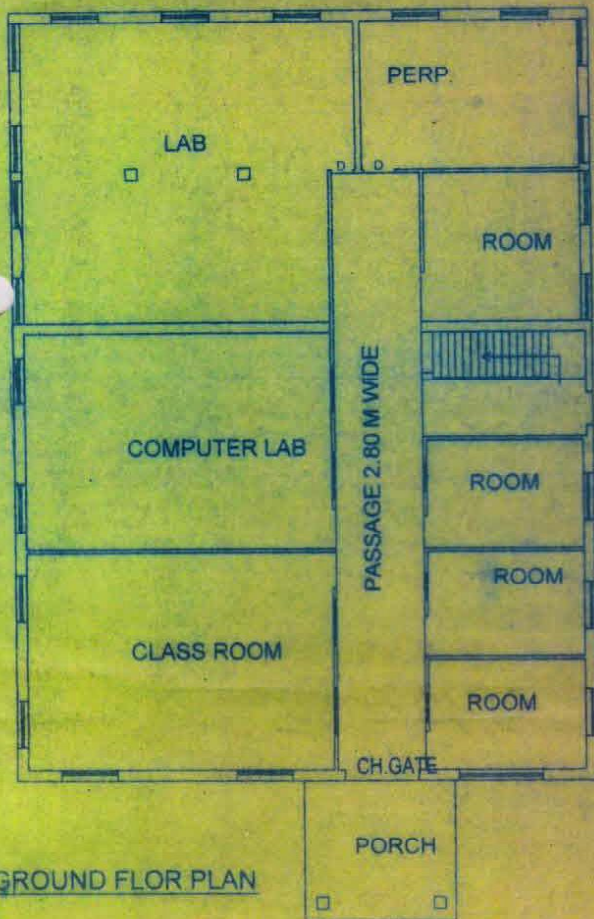 PERP.
LAB
D D
ROOM
PASSAGE 2.80 M WIDE
COMPUTER LAB
ROOM
ROOM
CLASS ROOM
ROOM
CH.GATE
PORCH
GROUND FLOR PLAN